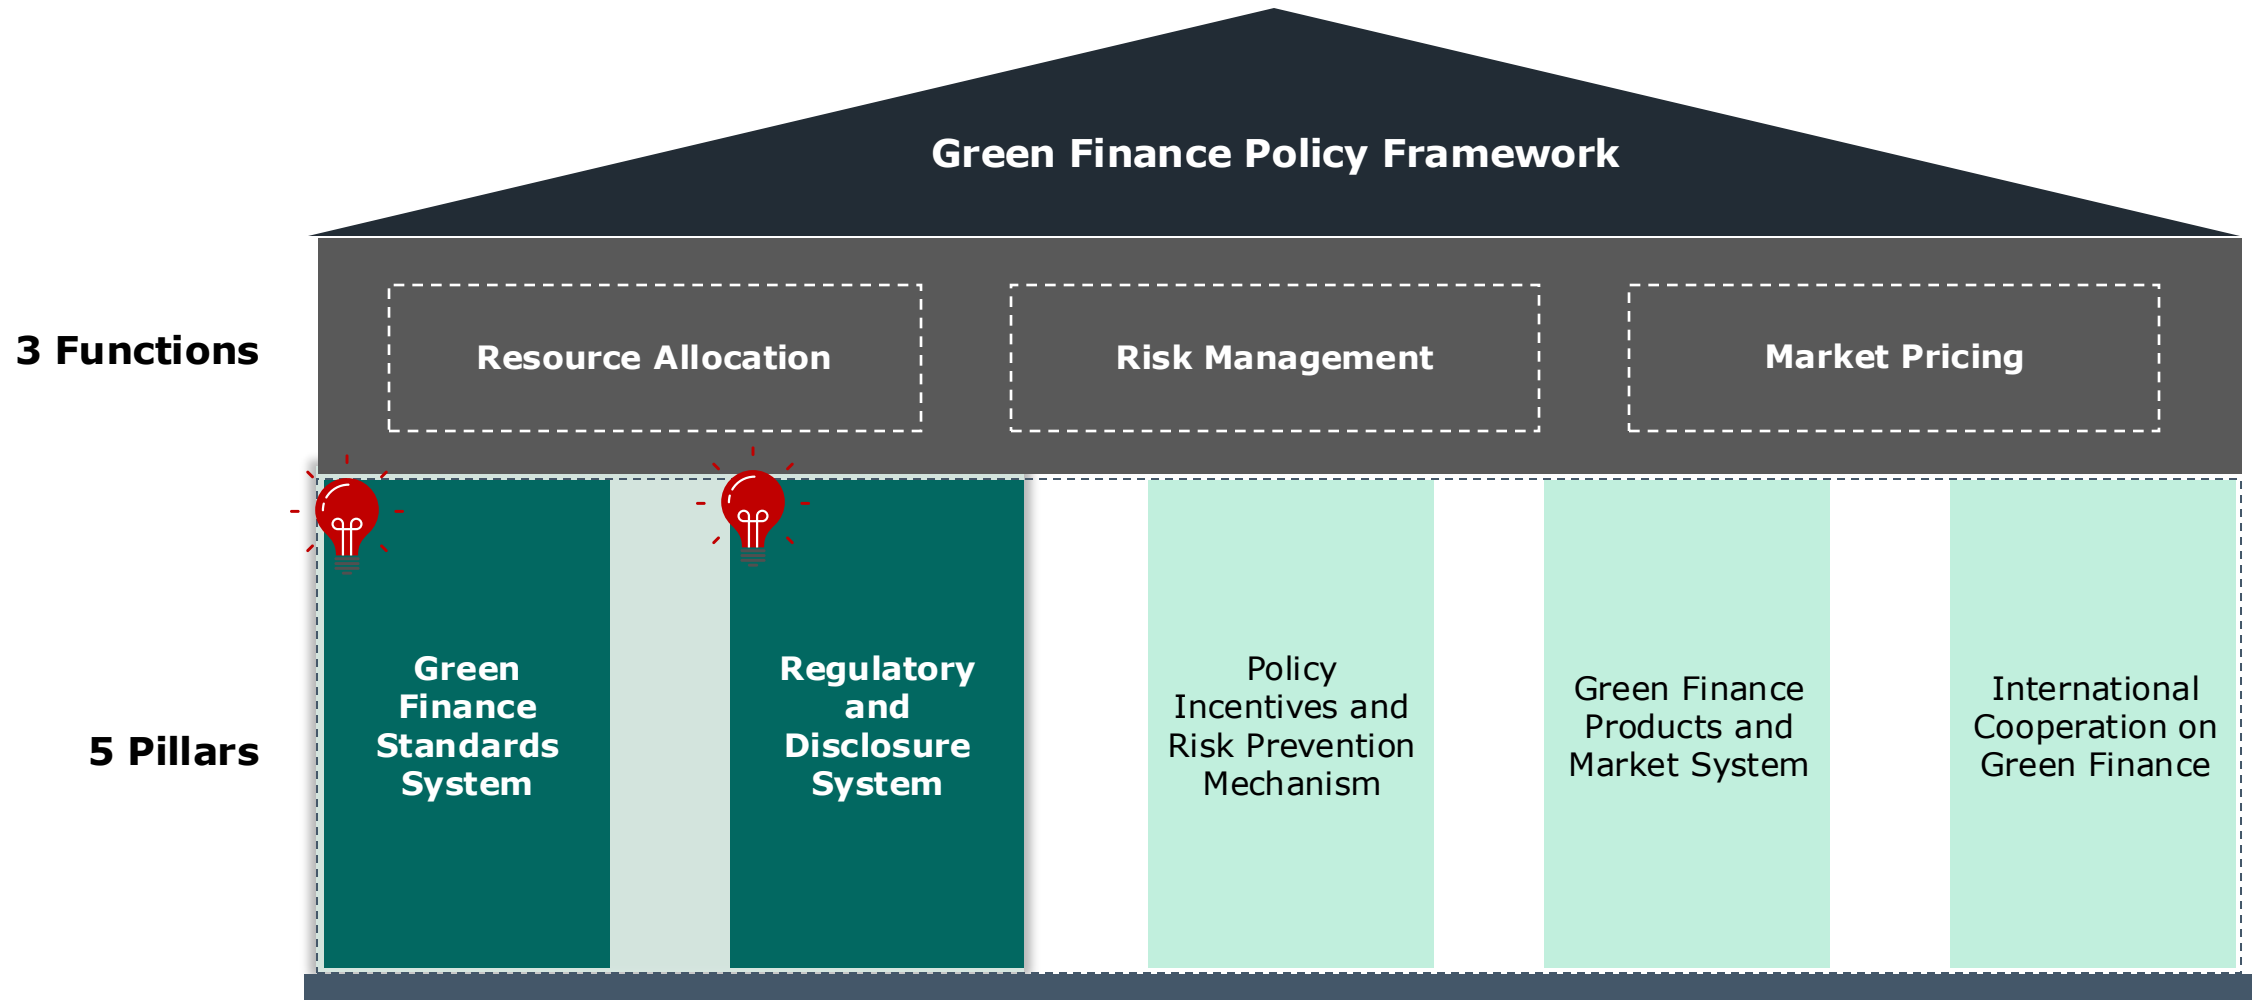 Green Finance Policy Framework
3 Functions
Resource Allocation
Risk Management
Market Pricing
5 Pillars
Green
Finance
Standards
System
Regulatory
and
Disclosure
System
Policy
Incentives and
Risk Prevention
Mechanism
Green Finance
Products and
Market System
International
Cooperation on
Green Finance